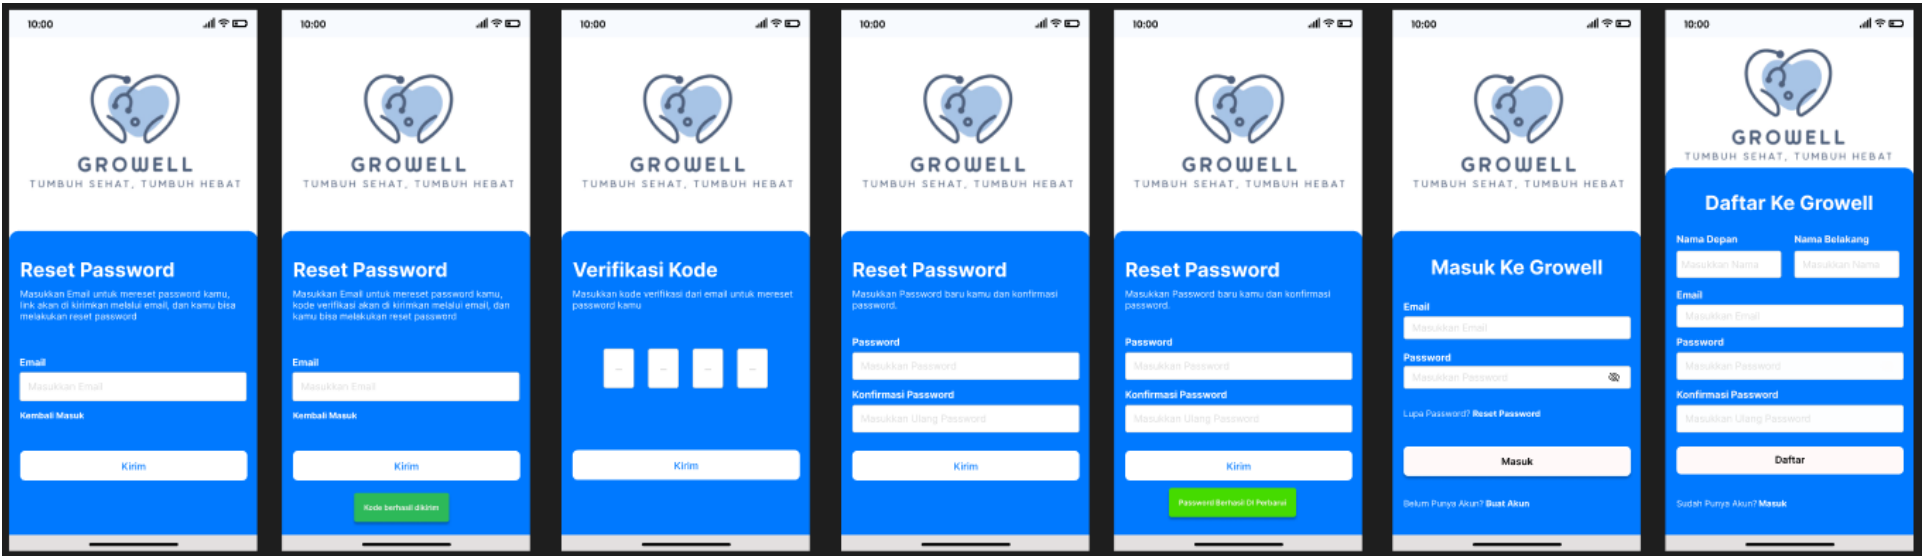 10:00
GROWELL
TUMBUH SEHAT, TUMBUH HEBAT
Reset Password
Masukkan Email untuk mereset password kamu,
link akan di kirimkan melalui email, dan kamu bisa
melakukan reset password
Email
Masukkan Email
Kembali Masuk
Kirim
10:00
GROWELL
TUMBUH SEHAT, TUMBUH HEBAT
Reset Password
Masukkan Email untuk mereset password kamu,
kode verifikasi akan di kirimkan melalui email, dan
kamu bisa melakukan reset password
Email
Masukkan Email
Kembali Masuk
Kirim
Kode berhasil dikirim
10:00
GROWELL
TUMBUH SEHAT, TUMBUH HEBAT
Verifikasi Kode
Masukkan kode verifikasi dari email untuk mereset
password kamu
Kirim
10:00
GROWELL
TUMBUH SEHAT, TUMBUH HEBAT
Reset Password
Masukkan Password baru kamu dan konfirmasi
password.
Password
Masukkan Password
Konfirmasi Password
Masukkan Ulang Password
Kirim
10:00
GROWELL
TUMBUH SEHAT, TUMBUH HEBAT
Reset Password
Masukkan Password baru kamu dan konfirmasi
password.
Password
Masukkan Password
Konfirmasi Password
Masukkan Ulang Password
Kirim
Password Berhasil Di Perbarui
10:00
GROWELL
TUMBUH SEHAT, TUMBUH HEBAT
Masuk Ke Growell
Email
Masukkan Email
Password
Masukkan Password
Lupa Password? Reset Password
Masuk
Belum Punya Akun? Buat Akun
10:00
GROWELL
TUMBUH SEHAT, TUMBUH HEBAT
Daftar Ke Growell
Nama Depan Nama Belakang
Masukkan Nama Masukkan Nama
Email
Masukkan Email
Password
Masukkan Password
Konfirmasi Password
Masukkan Ulang Password
Daftar
Sudah Punya Akun? Masuk